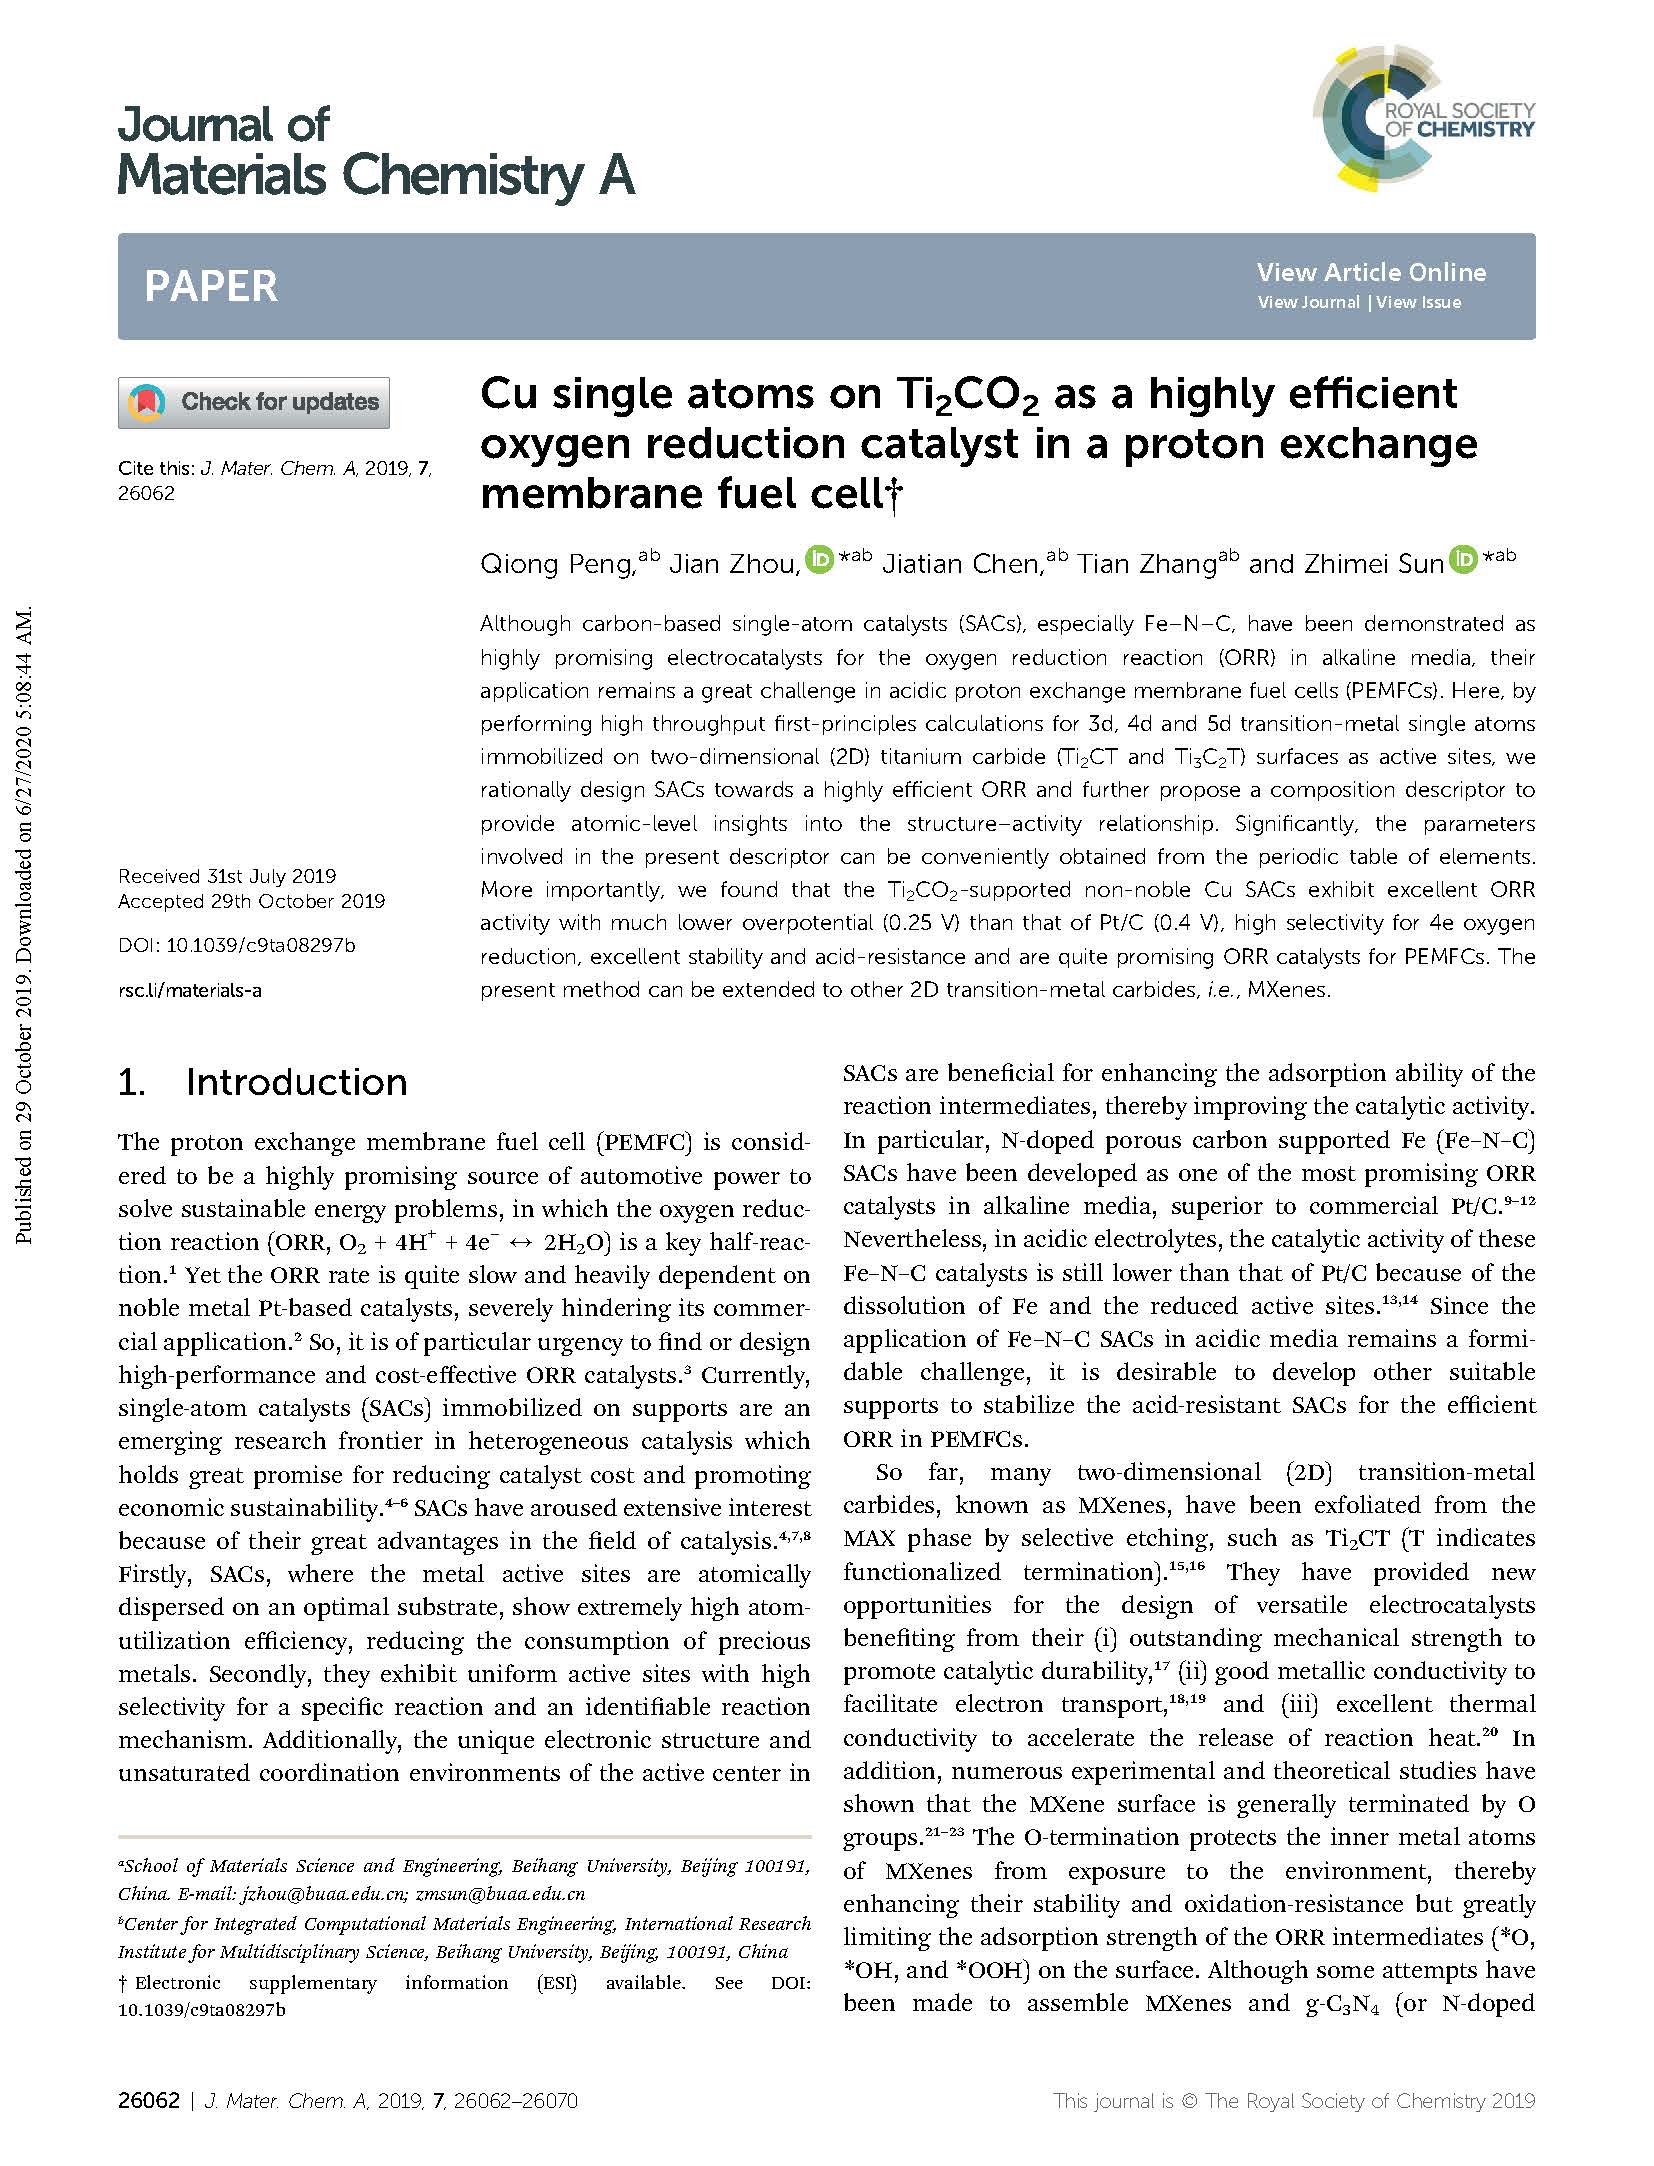 Journal of
Materials Chemistry A
ROYAL SOCIETY
OF CHEMISTRY
PAPER
View Article Online
View Journal | View Issue
Check for updates
Cite this: J. Mater. Chem. A, 2019, 7,
26062
Received 31st July 2019
Accepted 29th October 2019
DOI: 10.1039/c9ta08297b
rsc.li/materials-a
Cu single atoms on Ti₂CO₂ as a highly efficient
oxygen reduction catalyst in a proton exchange
membrane fuel cell†
Qiong Peng,ᵃᵇ Jian Zhou, iD *ᵃᵇ Jiatian Chen,ᵃᵇ Tian Zhangᵃᵇ and Zhimei Sun iD *ᵃᵇ
Although carbon-based single-atom catalysts (SACs), especially Fe–N–C, have been demonstrated as
highly promising electrocatalysts for the oxygen reduction reaction (ORR) in alkaline media, their
application remains a great challenge in acidic proton exchange membrane fuel cells (PEMFCs). Here, by
performing high throughput first-principles calculations for 3d, 4d and 5d transition-metal single atoms
immobilized on two-dimensional (2D) titanium carbide (Ti₂CT and Ti₃C₂T) surfaces as active sites, we
rationally design SACs towards a highly efficient ORR and further propose a composition descriptor to
provide atomic-level insights into the structure–activity relationship. Significantly, the parameters
involved in the present descriptor can be conveniently obtained from the periodic table of elements.
More importantly, we found that the Ti₂CO₂-supported non-noble Cu SACs exhibit excellent ORR
activity with much lower overpotential (0.25 V) than that of Pt/C (0.4 V), high selectivity for 4e oxygen
reduction, excellent stability and acid-resistance and are quite promising ORR catalysts for PEMFCs. The
present method can be extended to other 2D transition-metal carbides, i.e., MXenes.
1. Introduction
The proton exchange membrane fuel cell (PEMFC) is consid-
ered to be a highly promising source of automotive power to
solve sustainable energy problems, in which the oxygen reduc-
tion reaction (ORR, O₂ + 4H⁺ + 4e⁻ ↔ 2H₂O) is a key half-reac-
tion.¹ Yet the ORR rate is quite slow and heavily dependent on
noble metal Pt-based catalysts, severely hindering its commer-
cial application.² So, it is of particular urgency to find or design
high-performance and cost-effective ORR catalysts.³ Currently,
single-atom catalysts (SACs) immobilized on supports are an
emerging research frontier in heterogeneous catalysis which
holds great promise for reducing catalyst cost and promoting
economic sustainability.⁴⁻⁶ SACs have aroused extensive interest
because of their great advantages in the field of catalysis.⁴,⁷,⁸
Firstly, SACs, where the metal active sites are atomically
dispersed on an optimal substrate, show extremely high atom-
utilization efficiency, reducing the consumption of precious
metals. Secondly, they exhibit uniform active sites with high
selectivity for a specific reaction and an identifiable reaction
mechanism. Additionally, the unique electronic structure and
unsaturated coordination environments of the active center in
ᵃSchool of Materials Science and Engineering, Beihang University, Beijing 100191,
China. E-mail: jzhou@buaa.edu.cn; zmsun@buaa.edu.cn
ᵇCenter for Integrated Computational Materials Engineering, International Research
Institute for Multidisciplinary Science, Beihang University, Beijing, 100191, China
† Electronic supplementary information (ESI) available. See DOI:
10.1039/c9ta08297b
SACs are beneficial for enhancing the adsorption ability of the
reaction intermediates, thereby improving the catalytic activity.
In particular, N-doped porous carbon supported Fe (Fe–N–C)
SACs have been developed as one of the most promising ORR
catalysts in alkaline media, superior to commercial Pt/C.⁹⁻¹²
Nevertheless, in acidic electrolytes, the catalytic activity of these
Fe–N–C catalysts is still lower than that of Pt/C because of the
dissolution of Fe and the reduced active sites.¹³,¹⁴ Since the
application of Fe–N–C SACs in acidic media remains a formi-
dable challenge, it is desirable to develop other suitable
supports to stabilize the acid-resistant SACs for the efficient
ORR in PEMFCs.
So far, many two-dimensional (2D) transition-metal
carbides, known as MXenes, have been exfoliated from the
MAX phase by selective etching, such as Ti₂CT (T indicates
functionalized termination).¹⁵,¹⁶ They have provided new
opportunities for the design of versatile electrocatalysts
benefiting from their (i) outstanding mechanical strength to
promote catalytic durability,¹⁷ (ii) good metallic conductivity to
facilitate electron transport,¹⁸,¹⁹ and (iii) excellent thermal
conductivity to accelerate the release of reaction heat.²⁰ In
addition, numerous experimental and theoretical studies have
shown that the MXene surface is generally terminated by O
groups.²¹⁻²³ The O-termination protects the inner metal atoms
of MXenes from exposure to the environment, thereby
enhancing their stability and oxidation-resistance but greatly
limiting the adsorption strength of the ORR intermediates (*O,
*OH, and *OOH) on the surface. Although some attempts have
been made to assemble MXenes and g-C₃N₄ (or N-doped
26062 | J. Mater. Chem. A, 2019, 7, 26062–26070
This journal is © The Royal Society of Chemistry 2019
Published on 29 October 2019. Downloaded on 6/27/2020 5:08:44 AM.